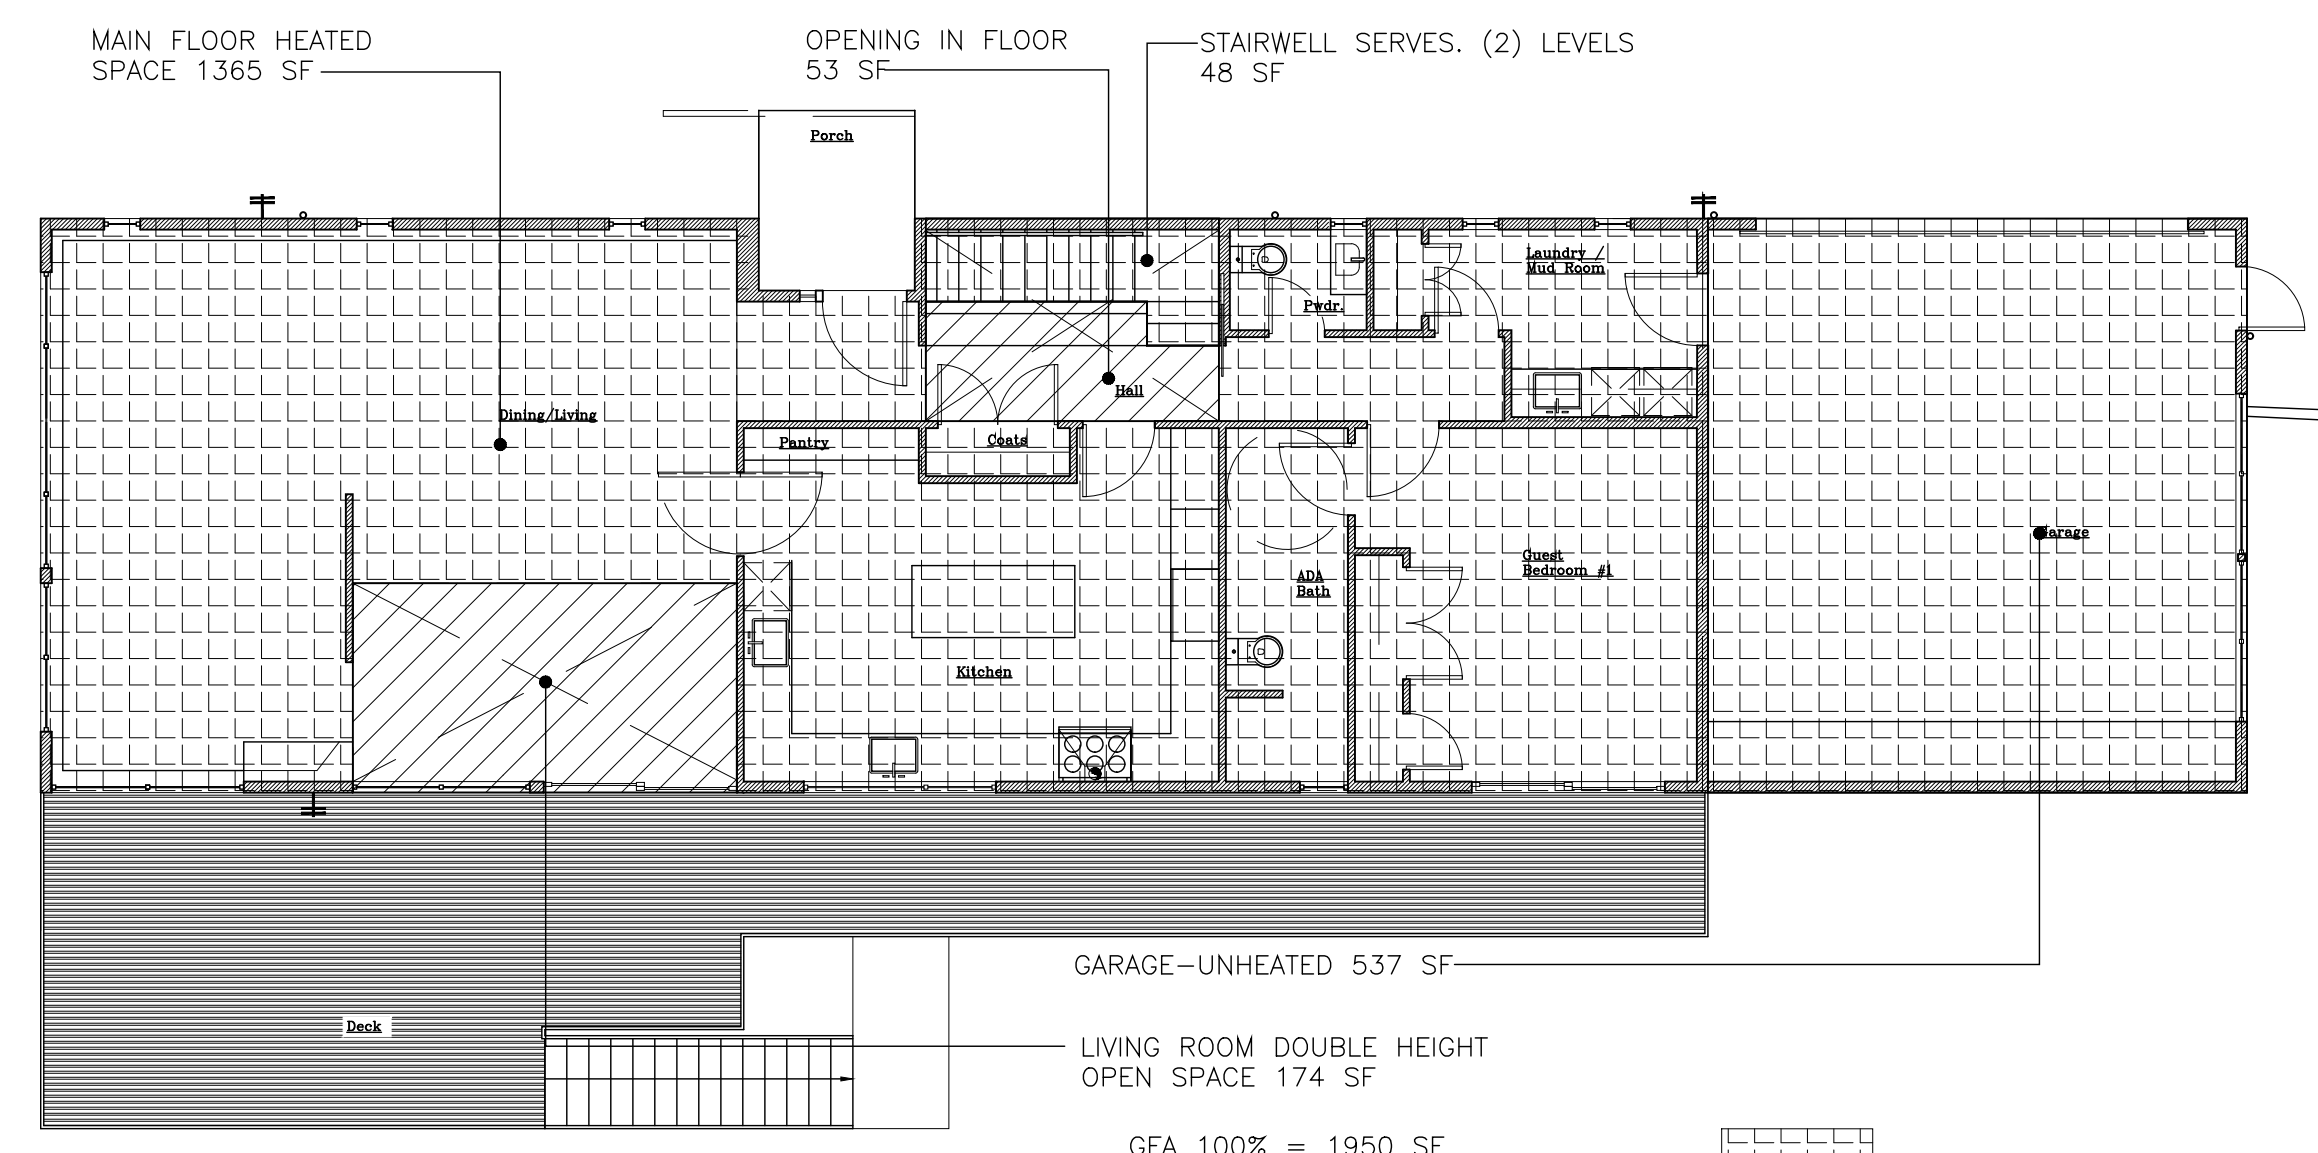 MAIN FLOOR HEATED
SPACE 1365 SF
OPENING IN FLOOR
53 SF
STAIRWELL SERVES. (2) LEVELS
48 SF
Porch
Laundry /
Mud Room
Pwdr.
Hall
Dining/Living
Pantry
Coats
Garage
Guest
Bedroom #1
ADA
Bath
Kitchen
GARAGE-UNHEATED 537 SF
Deck
LIVING ROOM DOUBLE HEIGHT
OPEN SPACE 174 SF
GFA 100% = 1950 SF